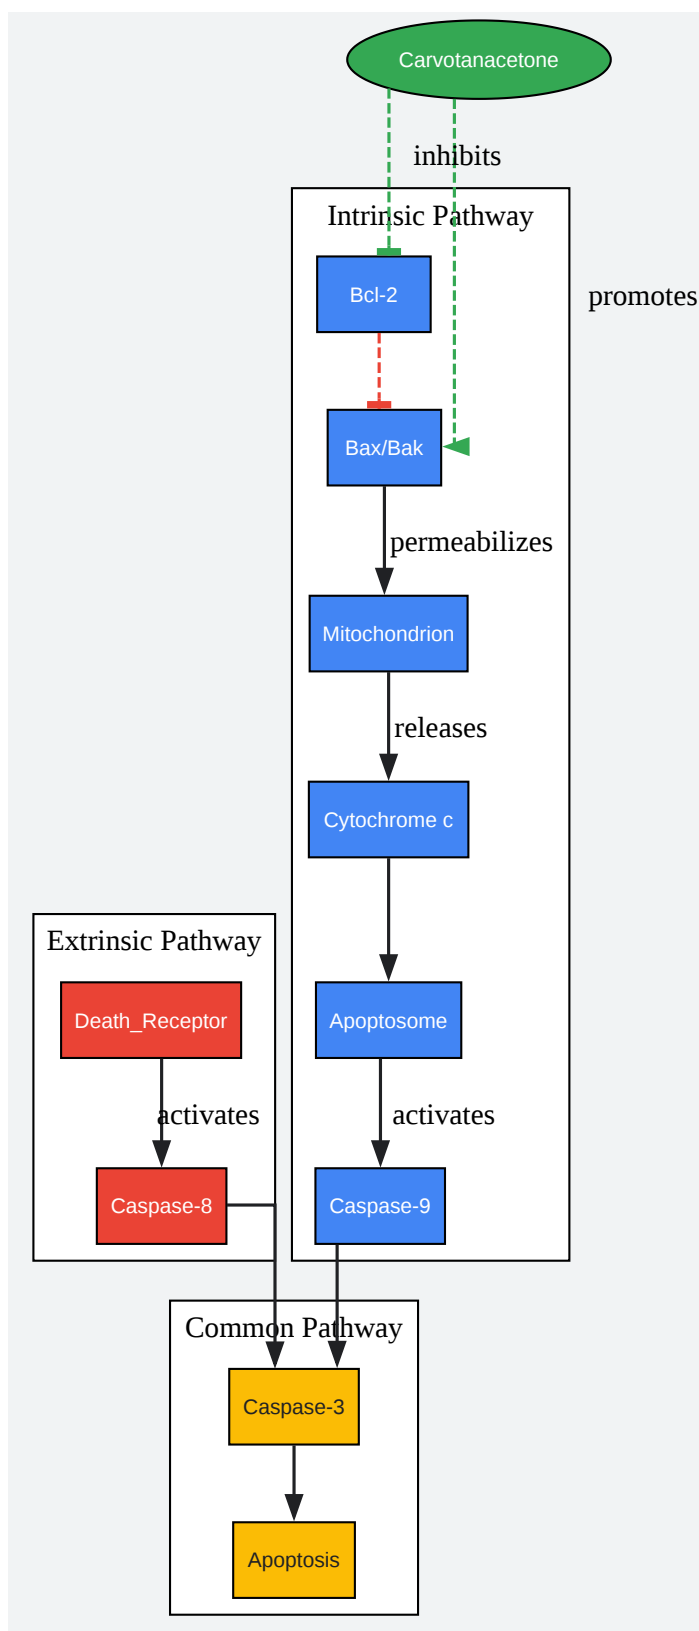 Carvotanacetone
inhibits
Intrinsic Pathway
Bcl-2
promotes
Bax/Bak
permeabilizes
Mitochondrion
releases
Cytochrome c
Extrinsic Pathway
Death_Receptor
Apoptosome
activates
activates
Caspase-8
Caspase-9
Common Pathway
Caspase-3
Apoptosis